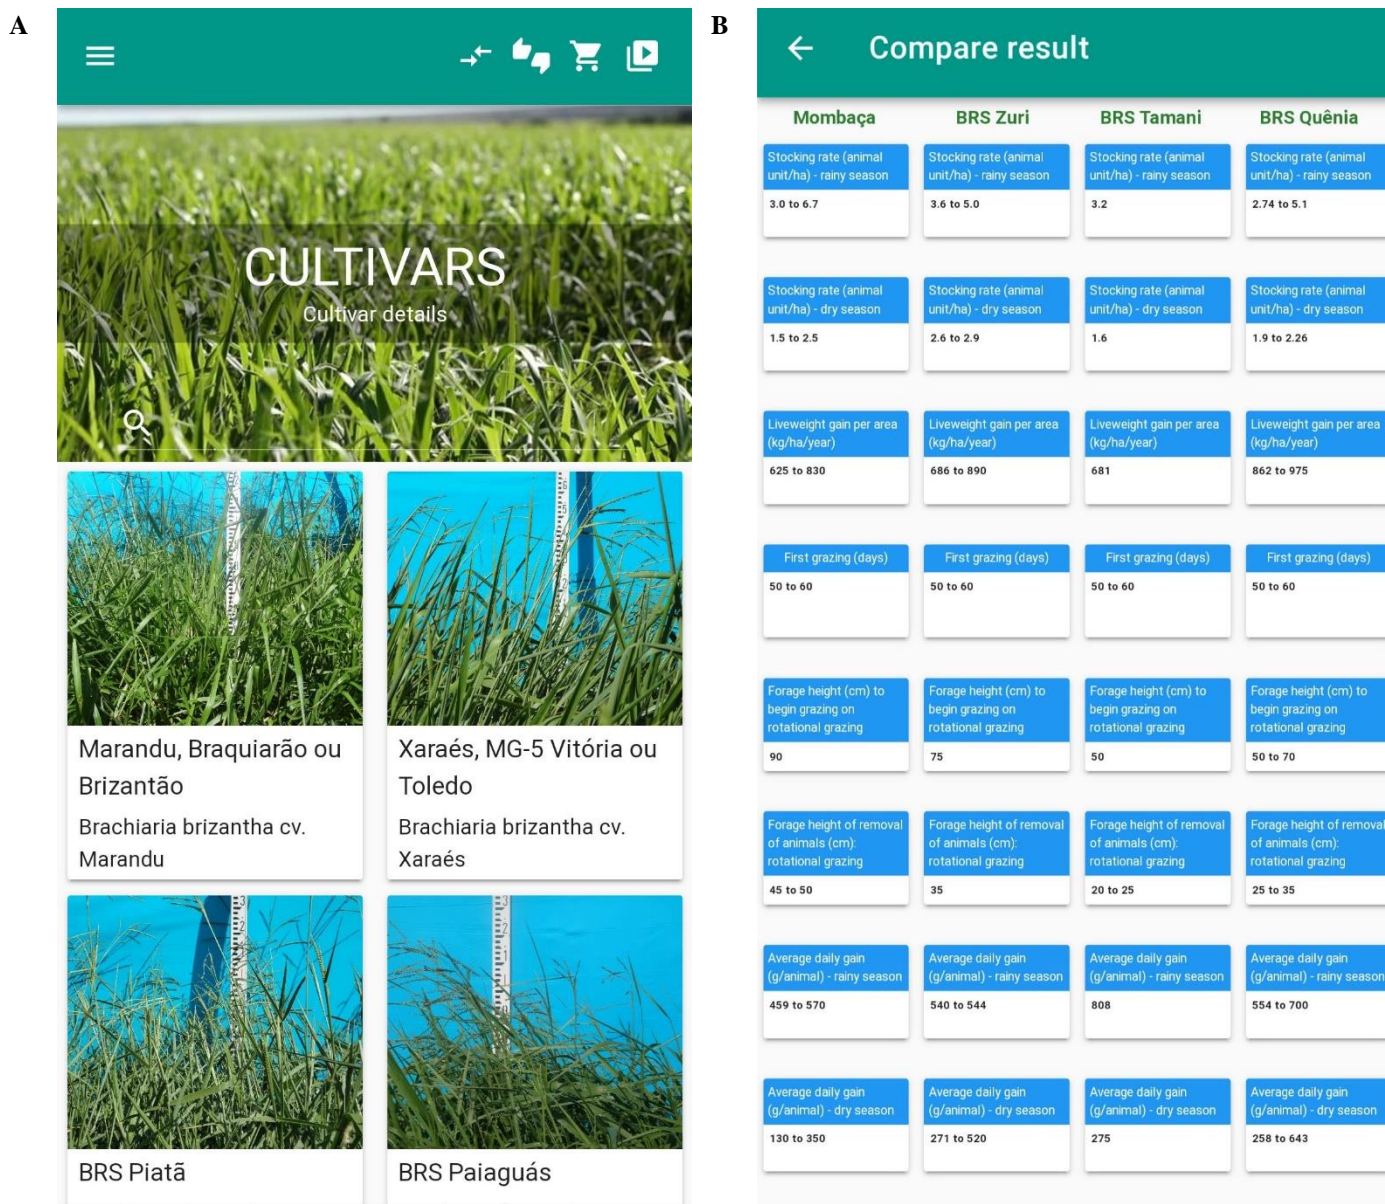 A
CULTIVARS
Cultivar details
Marandu, Braquiarão ou
Brizantão
Brachiaria brizantha cv.
Marandu
Xaraés, MG-5 Vitória ou
Toledo
Brachiaria brizantha cv.
Xaraés
BRS Piatã
BRS Paiaguás
B
Compare result
Mombaça
BRS Zuri
BRS Tamani
BRS Quênia
Stocking rate (animal
unit/ha) - rainy season
3.0 to 6.7
Stocking rate (animal
unit/ha) - rainy season
3.6 to 5.0
Stocking rate (animal
unit/ha) - rainy season
3.2
Stocking rate (animal
unit/ha) - rainy season
2.74 to 5.1
Stocking rate (animal
unit/ha) - dry season
1.5 to 2.5
Stocking rate (animal
unit/ha) - dry season
2.6 to 2.9
Stocking rate (animal
unit/ha) - dry season
1.6
Stocking rate (animal
unit/ha) - dry season
1.9 to 2.26
Liveweight gain per area
(kg/ha/year)
625 to 830
Liveweight gain per area
(kg/ha/year)
686 to 890
Liveweight gain per area
(kg/ha/year)
681
Liveweight gain per area
(kg/ha/year)
862 to 975
First grazing (days)
50 to 60
First grazing (days)
50 to 60
First grazing (days)
50 to 60
First grazing (days)
50 to 60
Forage height (cm) to
begin grazing on
rotational grazing
90
Forage height (cm) to
begin grazing on
rotational grazing
75
Forage height (cm) to
begin grazing on
rotational grazing
50
Forage height (cm) to
begin grazing on
rotational grazing
50 to 70
Forage height of removal
of animals (cm):
rotational grazing
45 to 50
Forage height of removal
of animals (cm):
rotational grazing
35
Forage height of removal
of animals (cm):
rotational grazing
20 to 25
Forage height of removal
of animals (cm):
rotational grazing
25 to 35
Average daily gain
(g/animal) - rainy season
459 to 570
Average daily gain
(g/animal) - rainy season
540 to 544
Average daily gain
(g/animal) - rainy season
808
Average daily gain
(g/animal) - rainy season
554 to 700
Average daily gain
(g/animal) - dry season
130 to 350
Average daily gain
(g/animal) - dry season
271 to 520
Average daily gain
(g/animal) - dry season
275
Average daily gain
(g/animal) - dry season
258 to 643